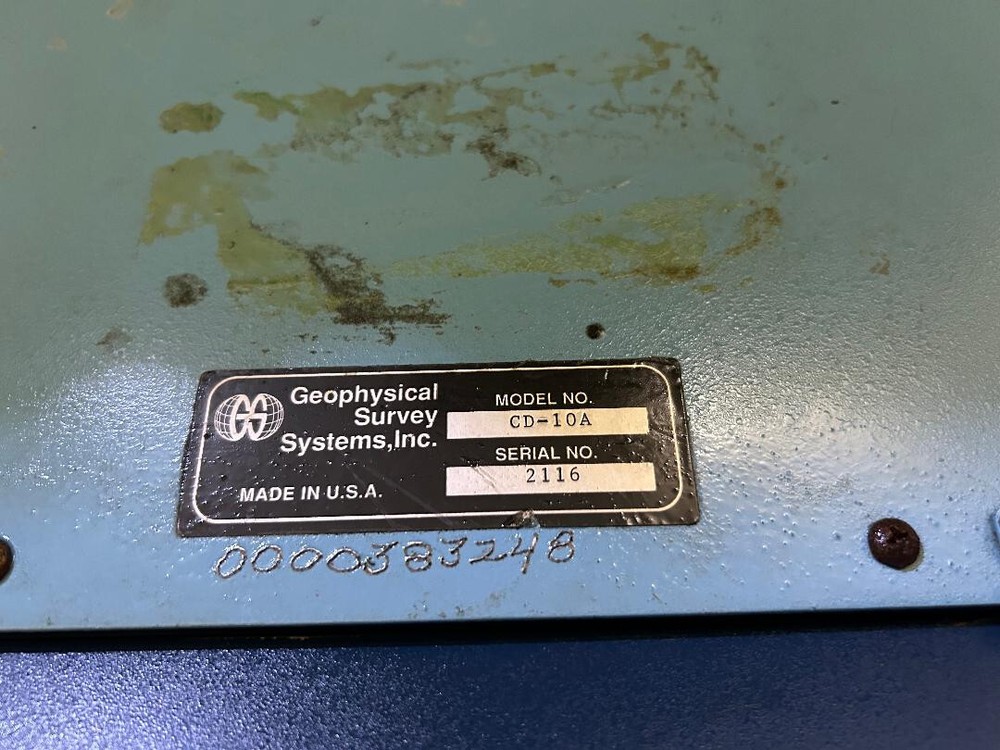 Geophysical
Survey
Systems,Inc.
MADE IN U.S.A.
MODEL NO.
CD-10A
SERIAL NO.
2116
0000383248